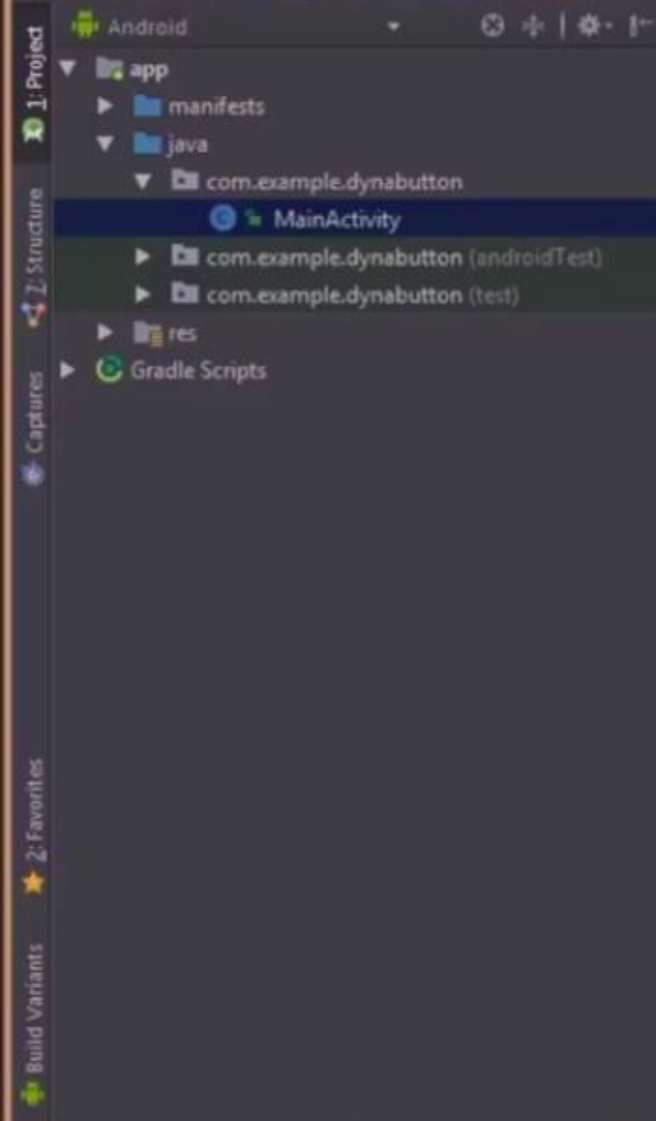 Android
app
manifests
java
com.example.dynabutton
MainActivity
com.example.dynabutton (androidTest)
com.example.dynabutton (test)
res
Gradle Scripts
1: Project
7: Structure
Captures
2: Favorites
Build Variants